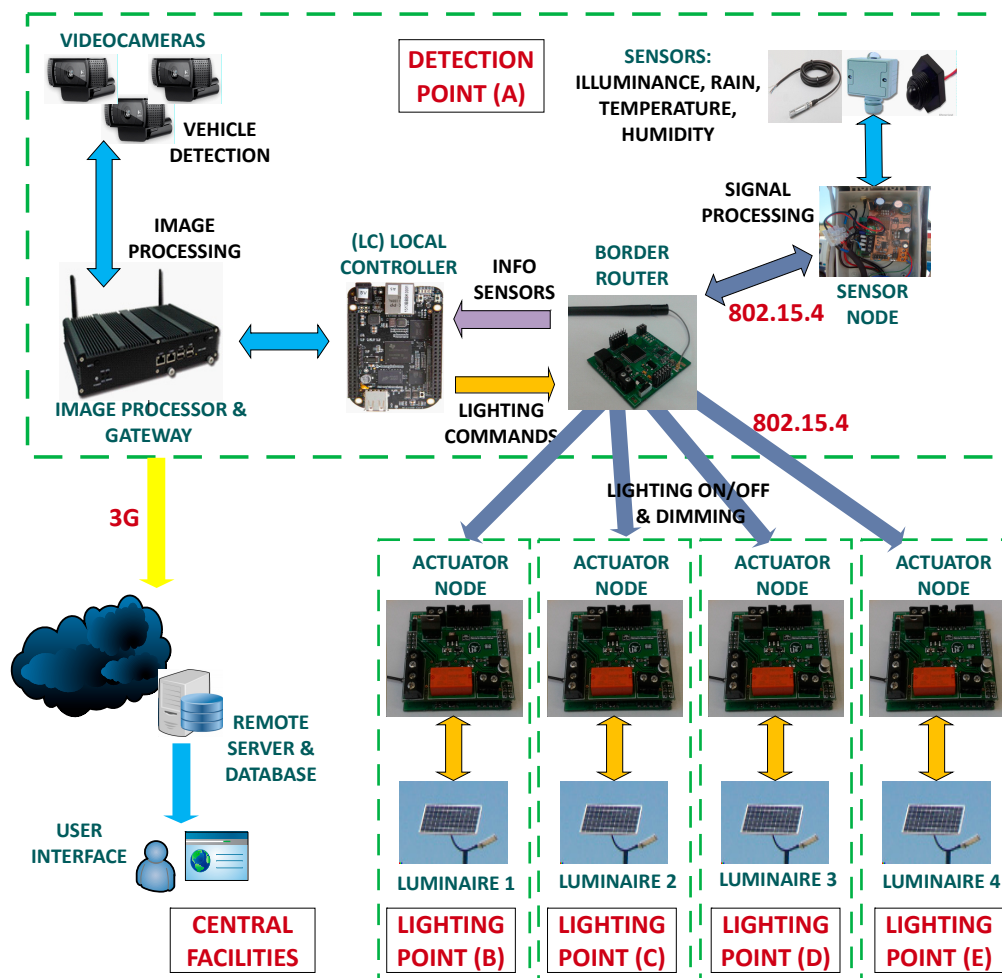 VIDEOCAMERAS
VEHICLE
DETECTION
DETECTION
POINT (A)
SENSORS:
ILLUMINANCE, RAIN,
TEMPERATURE,
HUMIDITY
SIGNAL
PROCESSING
IMAGE
PROCESSING
(LC) LOCAL
CONTROLLER
INFO
SENSORS
BORDER
ROUTER
802.15.4
SENSOR
NODE
IMAGE PROCESSOR &
GATEWAY
LIGHTING
COMMANDS
802.15.4
3G
LIGHTING ON/OFF
& DIMMING
ACTUATOR
NODE
ACTUATOR
NODE
ACTUATOR
NODE
ACTUATOR
NODE
REMOTE
SERVER &
DATABASE
USER
INTERFACE
LUMINAIRE 1
LUMINAIRE 2
LUMINAIRE 3
LUMINAIRE 4
CENTRAL
FACILITIES
LIGHTING
POINT (B)
LIGHTING
POINT (C)
LIGHTING
POINT (D)
LIGHTING
POINT (E)